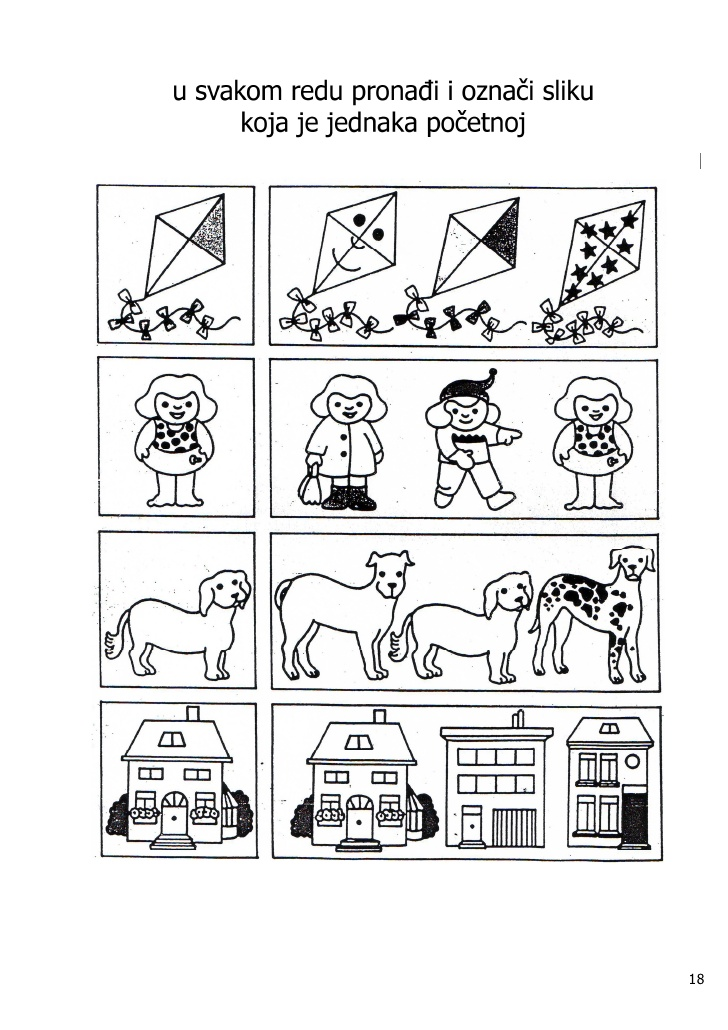 u svakom redu pronađi i označi sliku
koja je jednaka početnoj
18